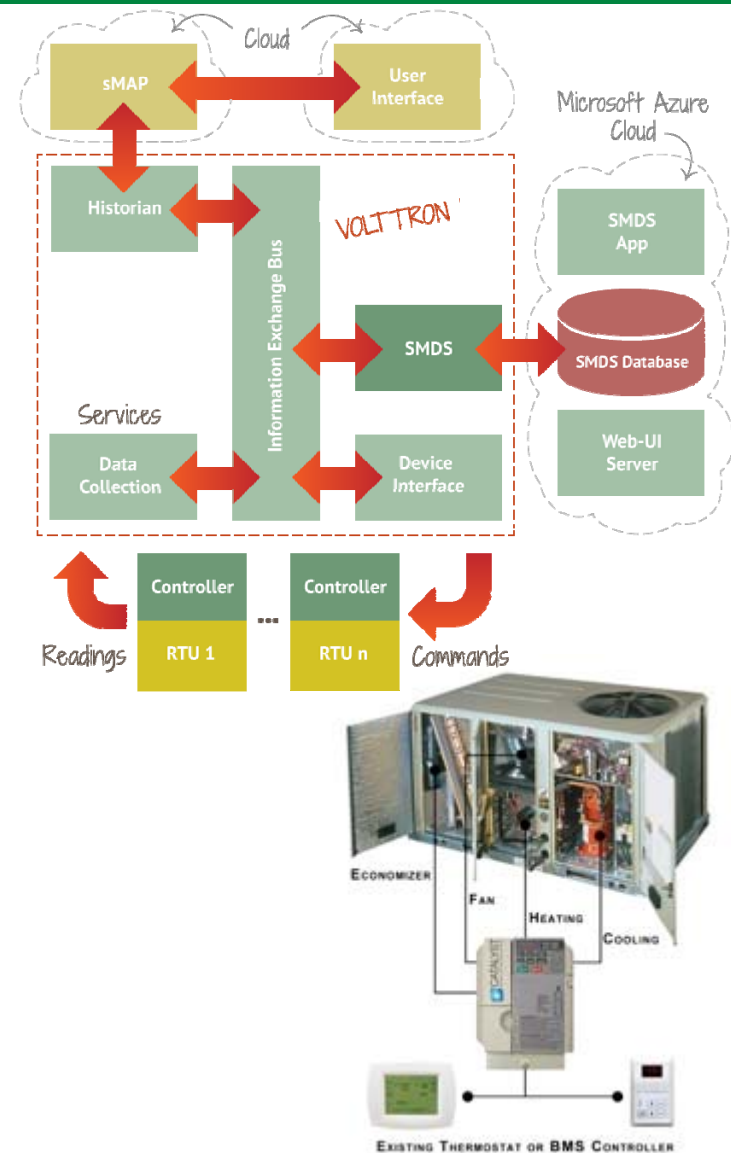 Cloud
sMAP
User
Interface
Microsoft Azure
Cloud
Historian
VOLTTRON
Information Exchange Bus
SMDS
App
SMDS
SMDS Database
Services
Data
Collection
Device
Interface
Web-UI
Server
Controller
...
Controller
Readings
RTU 1
RTU n
Commands
ECONOMIZER
FAN
HEATING
COOLING
CATALYST
EXISTING THERMOSTAT OR BMS CONTROLLER